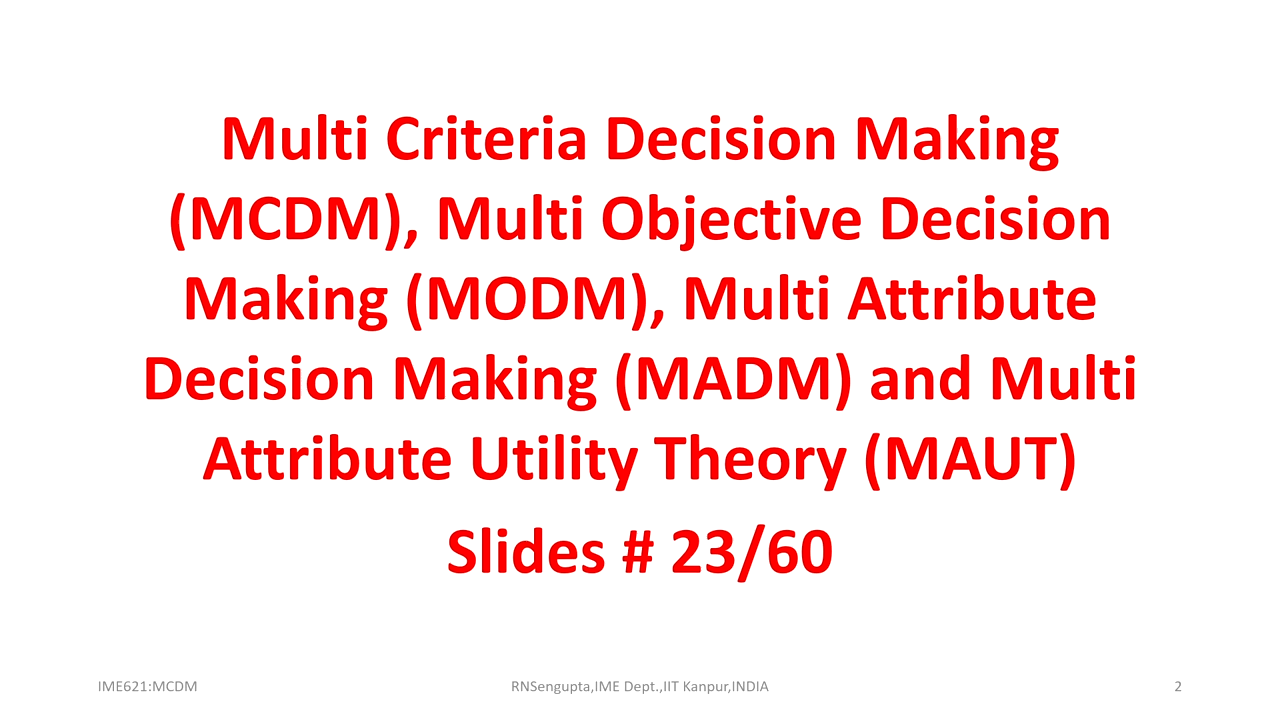 Multi Criteria Decision Making
(MCDM), Multi Objective Decision
Making (MODM), Multi Attribute
Decision Making (MADM) and Multi
Attribute Utility Theory (MAUT)
Slides # 23/60
IME621:MCDM
RNSengupta,IME Dept.,IIT Kanpur,INDIA
2